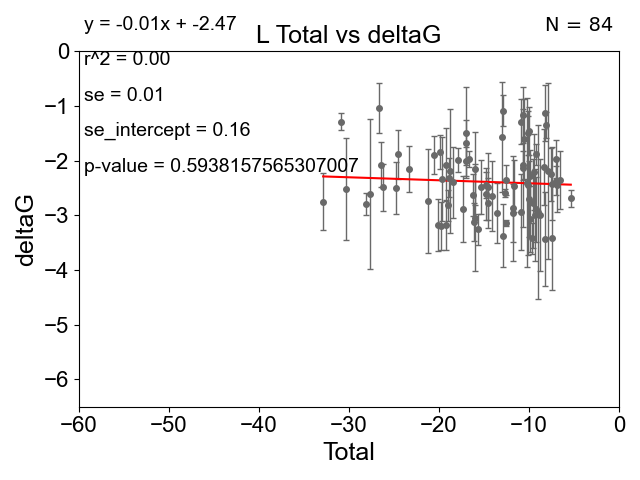 y = -0.01x + -2.47
N = 84
L Total vs deltaG
r^2 = 0.00
se = 0.01
se_intercept = 0.16
p-value = 0.5938157565307007
0
−1
−2
−3
−4
−5
−6
deltaG
−60
−50
−40
−30
−20
−10
0
Total